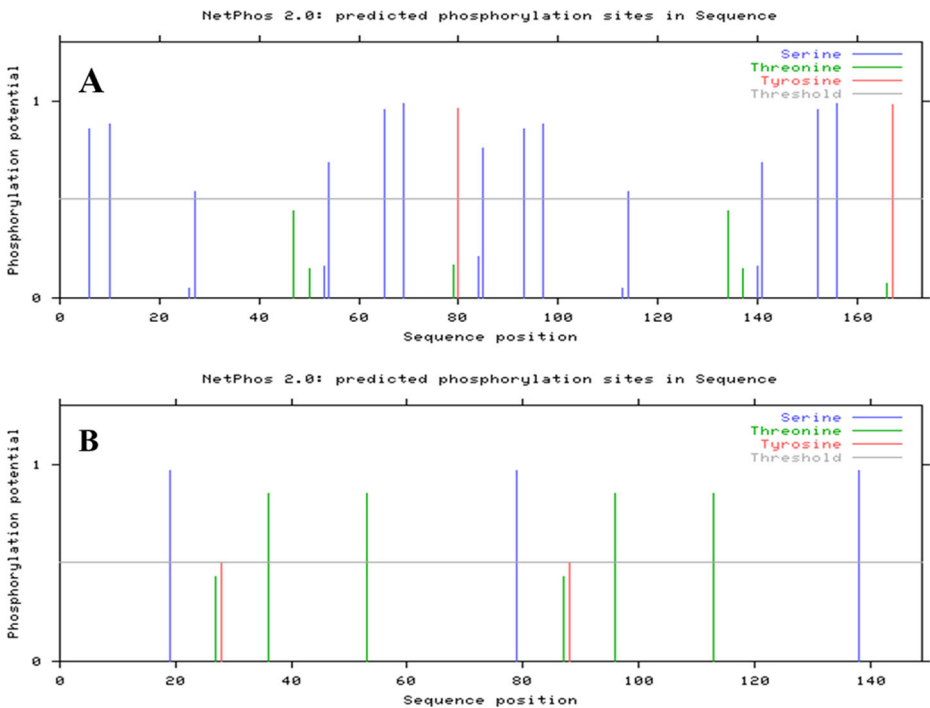 NetPhos 2.0: predicted phosphorylation sites in Sequence
A
Serine
Threonine
Tyrosine
Threshold
Phosphorylation potential
1
0
0 20 40 60 80 100 120 140 160
Sequence position
NetPhos 2.0: predicted phosphorylation sites in Sequence
B
Serine
Threonine
Tyrosine
Threshold
Phosphorylation potential
1
0
0 20 40 60 80 100 120 140
Sequence position